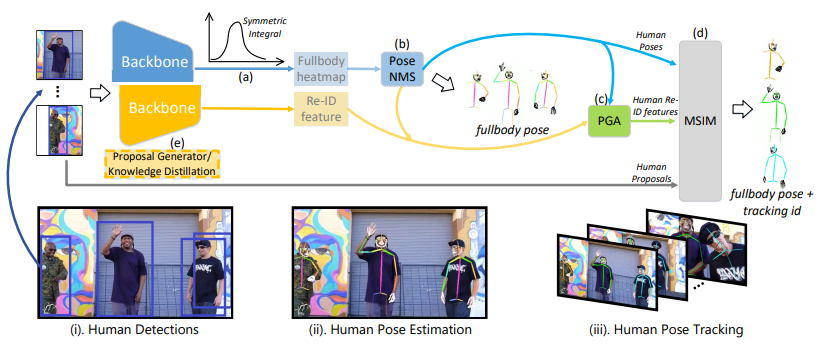 Symmetric
Integral
(a)
Backbone
Backbone
(e)
Proposal Generator/
Knowledge Distillation
Fullbody
heatmap
Re-ID
feature
(b)
Pose
NMS
fullbody pose
(c)
PGA
Human
Poses
Human Re-
ID features
Human
Proposals
(d)
MSIM
fullbody pose +
tracking id
(i). Human Detections
(ii). Human Pose Estimation
(iii). Human Pose Tracking